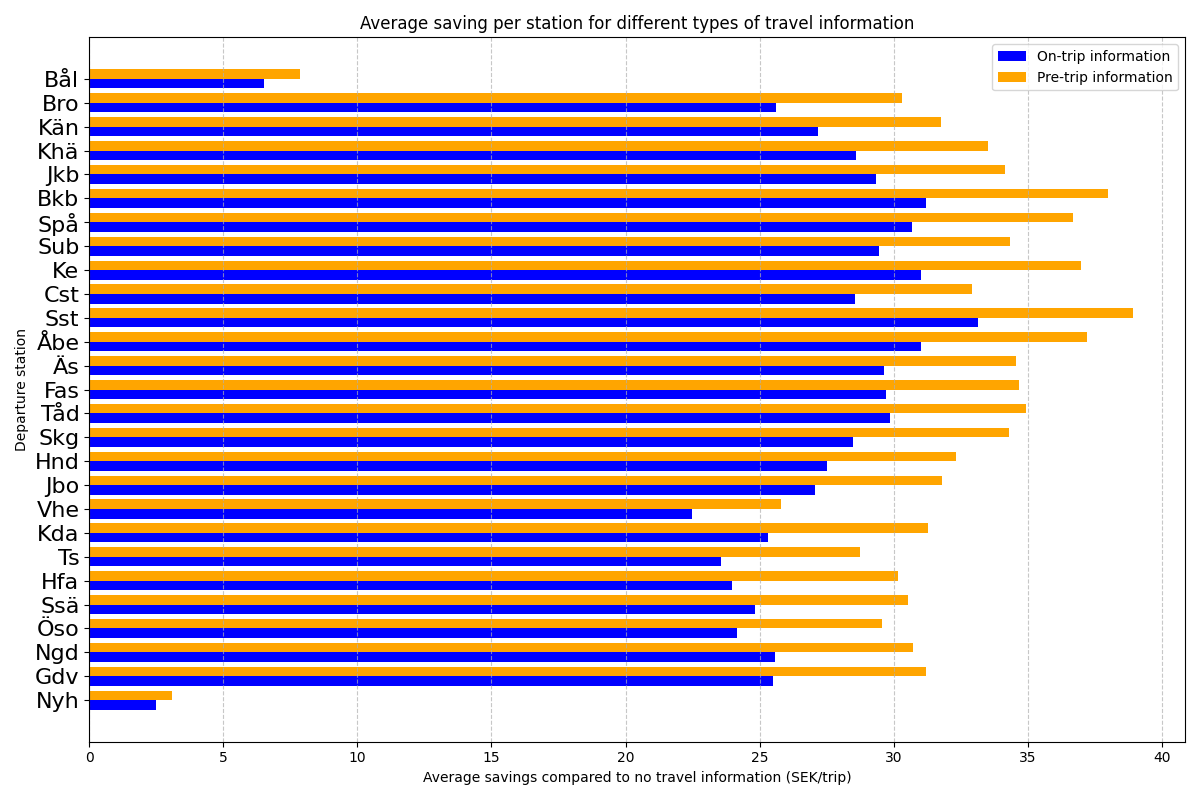 Average saving per station for different types of travel information
On-trip information
Pre-trip information
Departure station
Bål
Bro
Kän
Khä
Jkb
Bkb
Spå
Sub
Ke
Cst
Sst
Åbe
Äs
Fas
Tåd
Skg
Hnd
Jbo
Vhe
Kda
Ts
Hfa
Ssä
Öso
Ngd
Gdv
Nyh
0 5 10 15 20 25 30 35 40
Average savings compared to no travel information (SEK/trip)